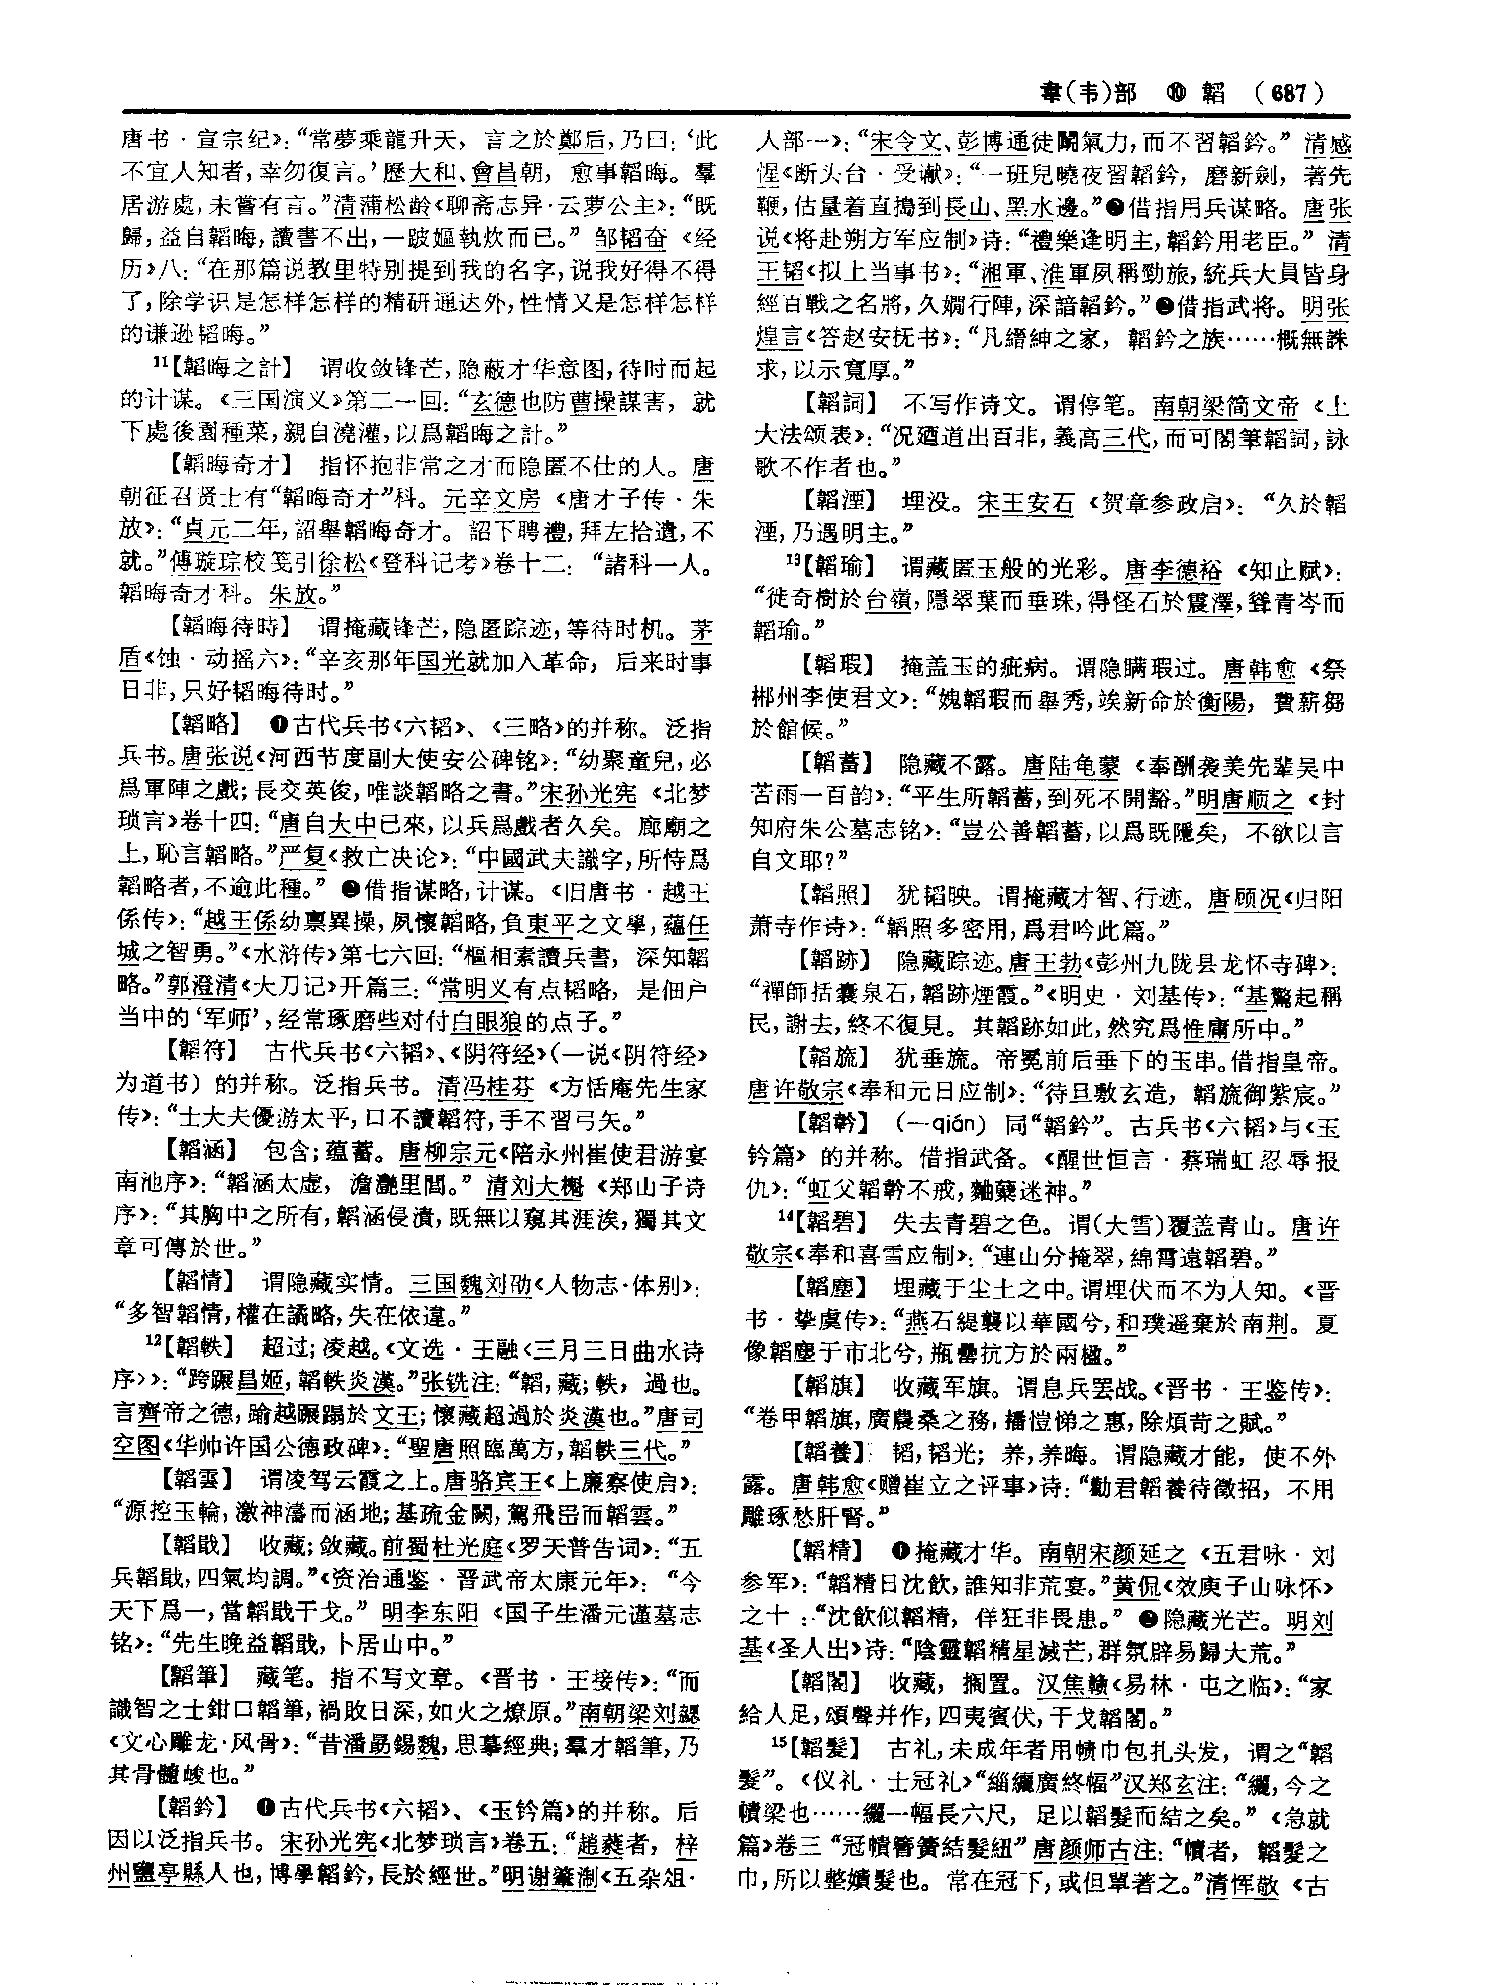 韋(韦)部　⑩　韜　(687)
唐书·宣宗纪》：“常夢乘龍升天，言之於鄭后，乃曰：‘此
不宜人知者，幸勿復言。’歷大和、會昌朝，愈事韜晦。羣
居游處，未嘗有言。”清蒲松龄《聊斋志异·云萝公主》：“既
歸，益自韜晦，讀書不出，一跛嫗執炊而已。”邹韬奋《经
历》八：“在那篇说教里特别提到我的名字，说我好得不得
了，除学识是怎样怎样的精研通达外，性情又是怎样怎样
的谦逊韬晦。”
11【韜晦之計】　谓收敛锋芒，隐蔽才华意图，待时而起
的计谋。《三国演义》第二一回：“玄德也防曹操謀害，就
下處後園種菜，親自澆灌，以爲韜晦之計。”
【韜晦奇才】　指怀抱非常之才而隐匿不仕的人。唐
朝征召贤士有“韜晦奇才”科。元辛文房《唐才子传·朱
放》：“貞元二年，詔舉韜晦奇才。詔下聘禮，拜左拾遺，不
就。”傅璇琮校笺引徐松《登科记考》卷十二：“諸科一人。
韜晦奇才科。朱放。”
【韜晦待時】　谓掩藏锋芒，隐匿踪迹，等待时机。茅
盾《蚀·动摇六》：“辛亥那年国光就加入革命，后来时事
日非，只好韬晦待时。”
【韜略】　❶古代兵书《六韬》、《三略》的并称。泛指
兵书。唐张说《河西节度副大使安公碑铭》：“幼聚童兒，必
爲軍陣之戲；長交英俊，唯談韜略之書。”宋孙光宪《北梦
琐言》卷十四：“唐自大中已來，以兵爲戲者久矣。廊廟之
上，恥言韜略。”严复《救亡决论》：“中國武夫識字，所恃爲
韜略者，不逾此種。”❷借指谋略，计谋。《旧唐书·越王
係传》：“越王係幼禀異操，夙懷韜略，負東平之文學，蘊任
城之智勇。”《水浒传》第七六回：“樞相素讀兵書，深知韜
略。”郭澄清《大刀记》开篇三：“常明义有点韬略，是佃户
当中的‘军师’，经常琢磨些对付白眼狼的点子。”
【韜符】　古代兵书《六韬》、《阴符经》(一说《阴符经》
为道书）的并称。泛指兵书。清冯桂芬《方恬庵先生家
传》：“士大夫優游太平，口不讀韜符，手不習弓矢。”
【韜涵】　包含；蕴蓄。唐柳宗元《陪永州崔使君游宴
南池序》：“韜涵太虚，澹灔里閭。”清刘大櫆《郑山子诗
序》：“其胸中之所有，韜涵侵漬，既無以窺其涯涘，獨其文
章可傳於世。”
【韜情】　谓隐藏实情。三国魏刘劭《人物志·体别》：
“多智韜情，權在譎略，失在依違。”
12【韜軼】　超过；凌越。《文选·王融〈三月三日曲水诗
序〉》：“跨蹍昌姬，韜軼炎漢。”张铣注：“韜，藏；軼，過也。
言齊帝之德，踰越蹍蹋於文王；懷藏超過於炎漢也。”唐司
空图《华帅许国公德政碑》：“聖唐照臨萬方，韜軼三代。”
【韜雲】　谓凌驾云霞之上。唐骆宾王《上廉察使启》：
“源控玉輪，激神濤而涵地；基疏金闕，駕飛岊而韜雲。”
【韜戢】　收藏；敛藏。前蜀杜光庭《罗天普告词》：“五
兵韜戢，四氣均調。”《资治通鉴·晋武帝太康元年》：“今
天下爲一，當韜戢干戈。”明李东阳《国子生潘元谨墓志
铭》：“先生晚益韜戢，卜居山中。”
【韜筆】　藏笔。指不写文章。《晋书·王接传》：“而
識智之士鉗口韜筆，禍敗日深，如火之燎原。”南朝梁刘勰
《文心雕龙·风骨》：“昔潘勗錫魏，思摹經典；羣才韜筆，乃
其骨髓峻也。”
【韜鈐】　❶古代兵书《六韬》、《玉钤篇》的并称。后
因以泛指兵书。宋孙光宪《北梦琐言》卷五：“趙蕤者，梓
州鹽亭縣人也，博學韜鈐，長於經世。”明谢肇淛《五杂俎·
人部一》：“宋令文、彭博通徒鬭氣力，而不習韜鈐。”清感
惺《断头台·受谳》：“一班兒曉夜習韜鈐，磨新劍，著先
鞭，估量着直搗到長山、黑水邊。”❷借指用兵谋略。唐张
说《将赴朔方军应制》诗：“禮樂逢明主，韜鈐用老臣。”清
王韬《拟上当事书》：“湘軍、淮軍夙稱勁旅，統兵大員皆身
經百戰之名將，久嫺行陣，深諳韜鈐。”❸借指武将。明张
煌言《答赵安抚书》：“凡縉紳之家，韜鈐之族……概無誅
求，以示寬厚。”
【韜詞】　不写作诗文。谓停笔。南朝梁简文帝《上
大法颂表》：“况迺道出百非，義高三代，而可閣筆韜詞，詠
歌不作者也。”
【韜湮】　埋没。宋王安石《贺章参政启》：“久於韜
湮，乃遇明主。”
13【韜瑜】　谓藏匿玉般的光彩。唐李德裕《知止赋》：
“徙奇樹於台嶺，隱翠葉而垂珠，得怪石於震澤，聳青岑而
韜瑜。”
【韜瑕】　掩盖玉的疵病。谓隐瞒瑕过。唐韩愈《祭
郴州李使君文》：“媿韜瑕而舉秀，竢新命於衡陽，費薪芻
於館候。”
【韜蓄】　隐藏不露。唐陆龟蒙《奉酬袭美先辈吴中
苦雨一百韵》：“平生所韜蓄，到死不開豁。”明唐顺之《封
知府朱公墓志铭》：“豈公善韜蓄，以爲既隱矣，不欲以言
自文耶？”
【韜照】　犹韬映。谓掩藏才智、行迹。唐顾况《归阳
萧寺作诗》：“韜照多密用，爲君吟此篇。”
【韜跡】　隐藏踪迹。唐王勃《彭州九陇县龙怀寺碑》：
“禪師括囊泉石，韜跡煙霞。”《明史·刘基传》：“基驚起稱
民，謝去，終不復見。其韜跡如此，然究爲惟庸所中。”
【韜旒】　犹垂旒。帝冕前后垂下的玉串。借指皇帝。
唐许敬宗《奉和元日应制》：“待旦敷玄造，韜旒御紫宸。”
【韜幹】　(—qián)　同“韜鈐”。古兵书《六韬》与《玉
钤篇》的并称。借指武备。《醒世恒言·蔡瑞虹忍辱报
仇》：“虹父韜幹不戒，麯櫱迷神。”
14【韜碧】　失去青碧之色。谓(大雪)覆盖青山。唐许
敬宗《奉和喜雪应制》：“連山分掩翠，綿霄遠韜碧。”
【韜塵】　埋藏于尘土之中。谓埋伏而不为人知。《晋
书·挚虞传》：“燕石緹襲以華國兮，和璞遥棄於南荆。夏
像韜塵于市北兮，瓶罍抗方於兩楹。”
【韜旗】　收藏军旗。谓息兵罢战。《晋书·王鉴传》：
“卷甲韜旗，廣農桑之務，播愷悌之惠，除煩苛之賦。”
【韜養】　韬，韬光；养，养晦。谓隐藏才能，使不外
露。唐韩愈《赠崔立之评事》诗：“勸君韜養待徵招，不用
雕琢愁肝腎。”
【韜精】　❶掩藏才华。南朝宋颜延之《五君咏·刘
参军》：“韜精日沈飲，誰知非荒宴。”黄侃《效庾子山咏怀》
之十：“沈飲似韜精，佯狂非畏患。”❷隐藏光芒。明刘
基《圣人出》诗：“陰靈韜精星滅芒，群氛辟易歸大荒。”
【韜閣】　收藏，搁置。汉焦赣《易林·屯之临》：“家
給人足，頌聲并作，四夷賓伏，干戈韜閣。”
15【韜髮】　古礼，未成年者用帻巾包扎头发，谓之“韜
髮”。《仪礼·士冠礼》“緇纚廣終幅”汉郑玄注：“纚，今之
幘梁也……纚一幅長六尺，足以韜髮而結之矣。”《急就
篇》卷三“冠幘簪簧結髮紐”唐颜师古注：“幘者，韜髮之
巾，所以整嫧髮也。常在冠下，或但單著之。”清恽敬《古